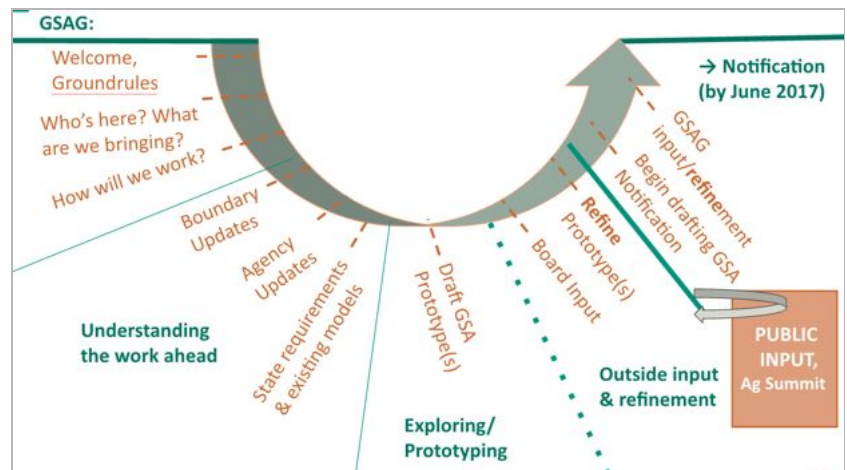 GSAG:
Welcome,
Groundrules
Who's here? What
are we bringing?
How will we work?
Boundary
Updates
Agency
Updates
State requirements
& existing models
Draft GSA
Prototype(s)
Board Input
Refine
Prototype(s)
Begin drafting GSA
Notification
GSAG
input/refinement
→ Notification
(by June 2017)
Understanding
the work ahead
Exploring/
Prototyping
Outside input
& refinement
PUBLIC
INPUT,
Ag Summit